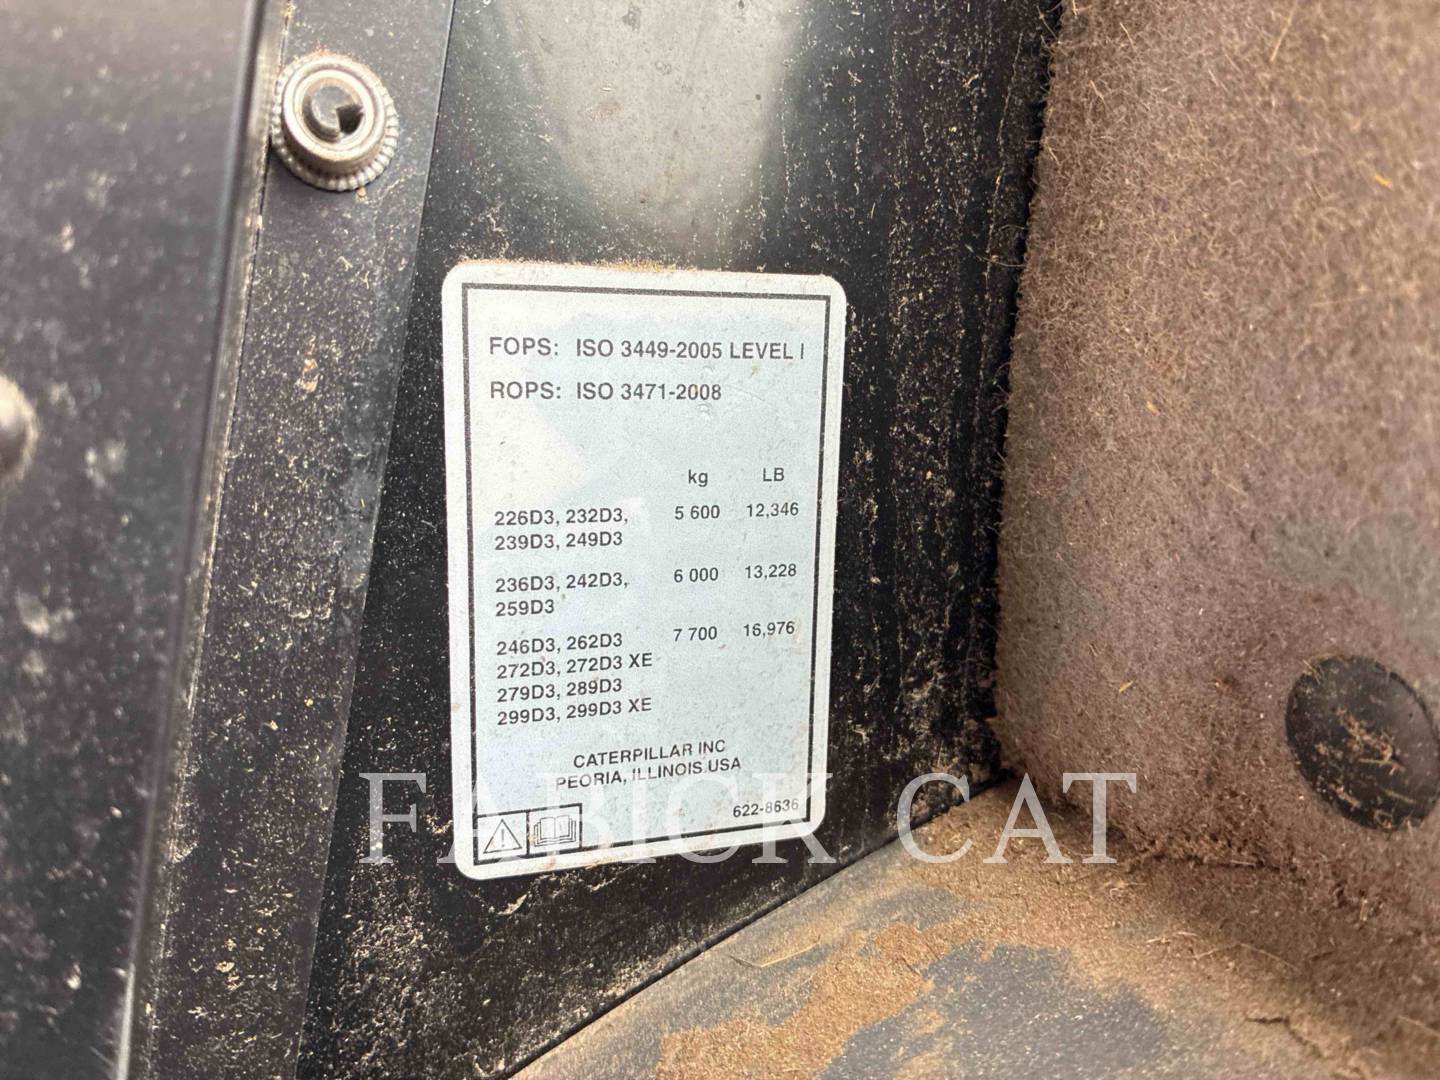 FOPS: ISO 3449-2005 LEVEL I
ROPS: ISO 3471-2008
kg LB
226D3, 232D3, 5 600 12,346
239D3, 249D3
236D3, 242D3, 6 000 13,228
259D3
246D3, 262D3 7 700 16,976
272D3, 272D3 XE
279D3, 289D3
299D3, 299D3 XE
CATERPILLAR INC
PEORIA, ILLINOIS USA
622-8636
FABICK CAT